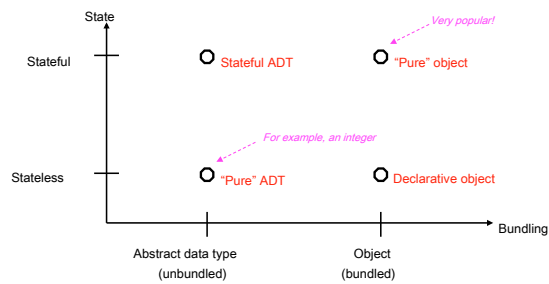 State
Very popular!
Stateful
Stateful ADT
“Pure” object
For example, an integer
Stateless
“Pure” ADT
Declarative object
Bundling
Abstract data type
(unbundled)
Object
(bundled)